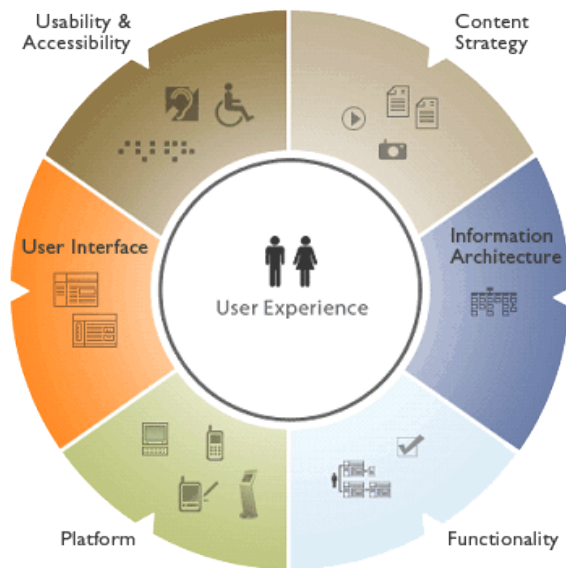 Usability &
Accessibility
Content
Strategy
User Interface
Information
Architecture
User Experience
Platform
Functionality